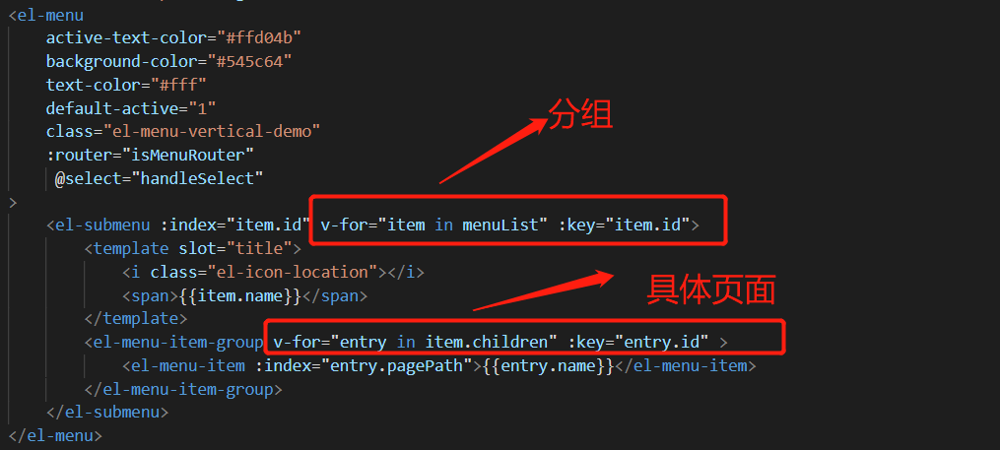 <el-menu
active-text-color="#ffd04b"
background-color="#545c64"
text-color="#fff"
default-active="1"
class="el-menu-vertical-demo"
:router="isMenuRouter"
@select="handleSelect"
>
分组
<el-submenu :index="item.id" v-for="item in menuList" :key="item.id">
<template slot="title">
<i class="el-icon-location"></i>
<span>{{item.name}}</span>
</template>
具体页面
<el-menu-item-group v-for="entry in item.children" :key="entry.id" >
<el-menu-item :index="entry.pagePath">{{entry.name}}</el-menu-item>
</el-menu-item-group>
</el-submenu>
</el-menu>